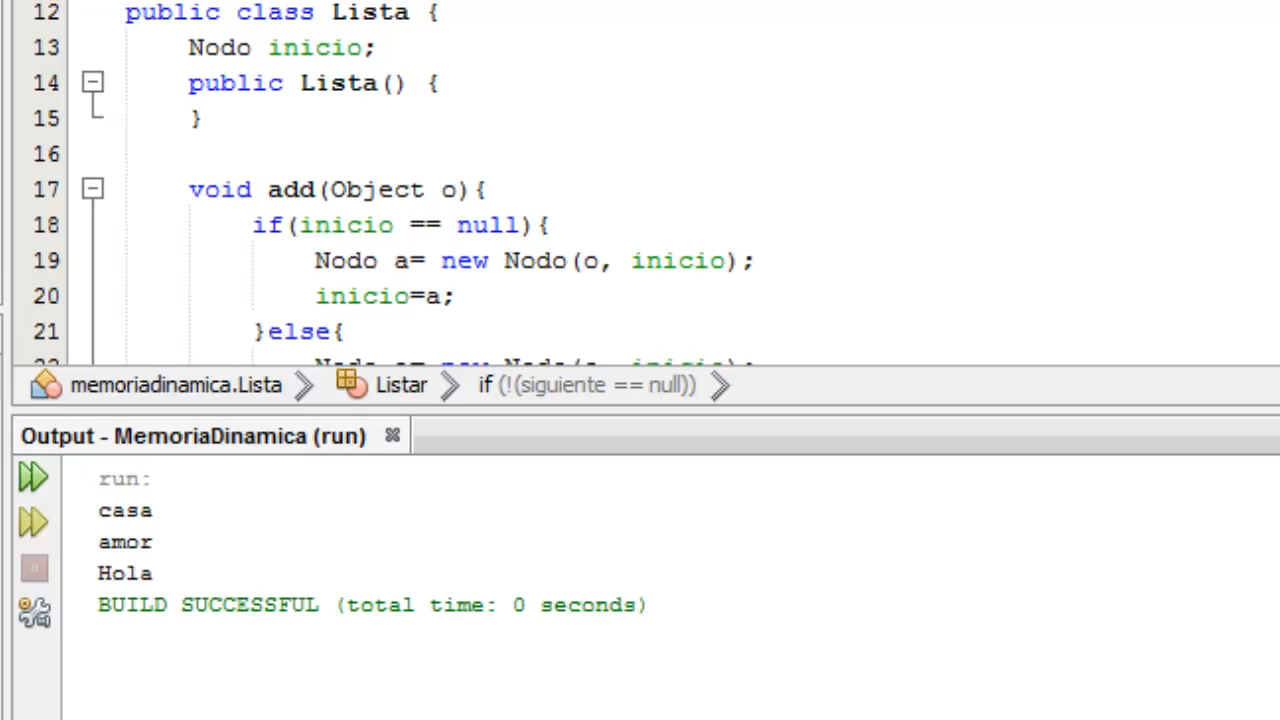 12 public class Lista {
13 Nodo inicio;
14 public Lista() {
15 }
16
17 void add(Object o){
18 if(inicio == null){
19 Nodo a= new Nodo(o, inicio);
20 inicio=a;
21 }else{
memoriadinamica.Lista Listar if (!(siguiente == null))
Output - MemoriaDinamica (run)
run:
casa
amor
Hola
BUILD SUCCESSFUL (total time: 0 seconds)